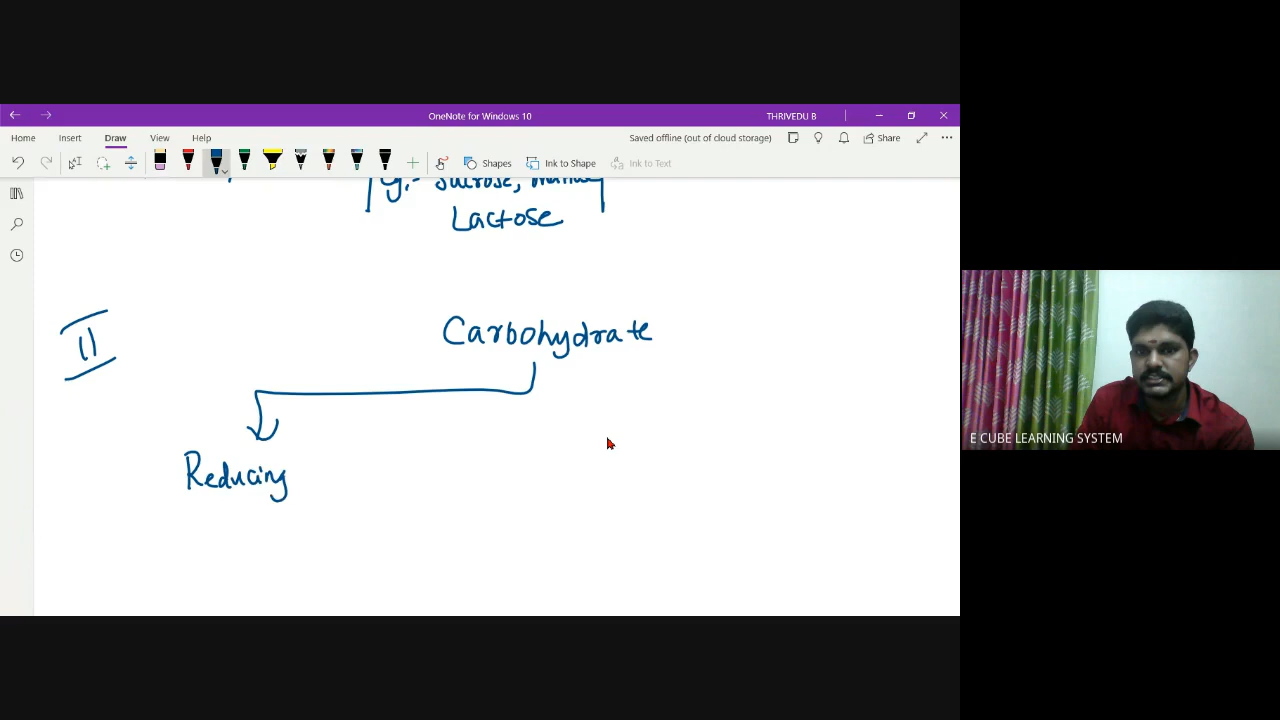 OneNote for Windows 10
THRIVEDU B
Home Insert Draw View Help
Saved offline (out of cloud storage)
Share
Shapes
Ink to Shape
Ink to Text
Sucrose,
Lactose
II
Carbohydrate
Reducing
E CUBE LEARNING SYSTEM